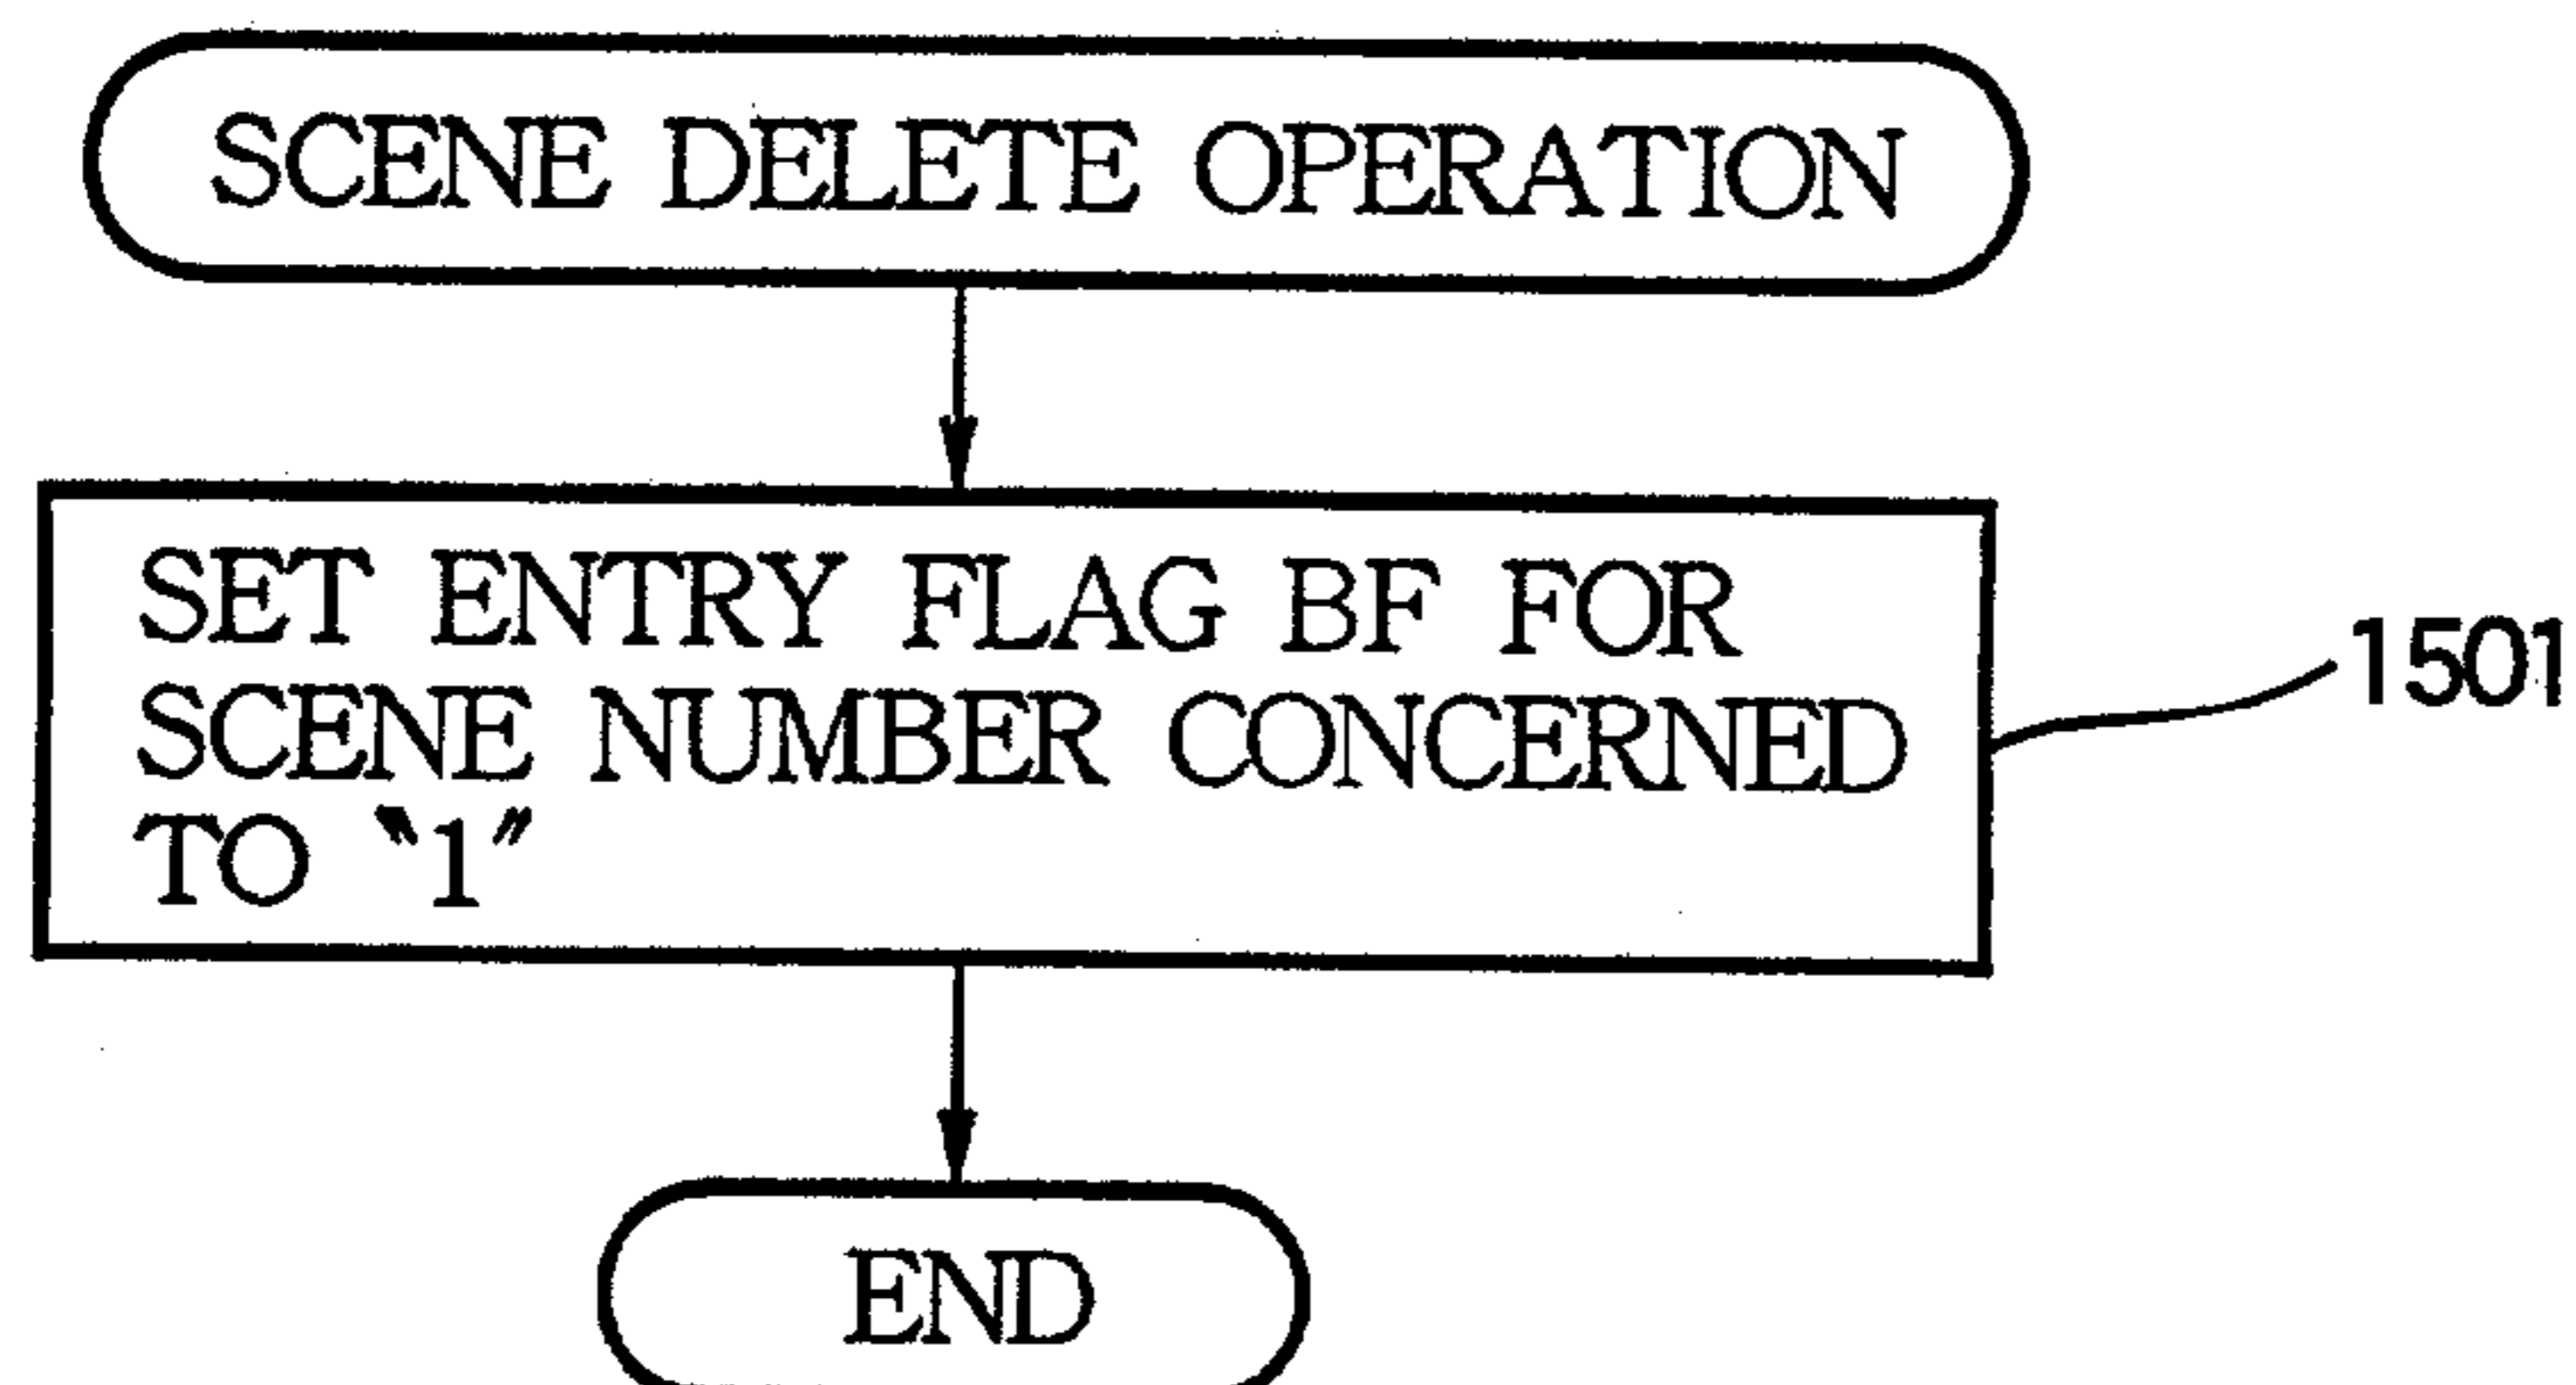 SCENE DELETE OPERATION
SET ENTRY FLAG BF FOR
SCENE NUMBER CONCERNED
TO "1"
1501
END